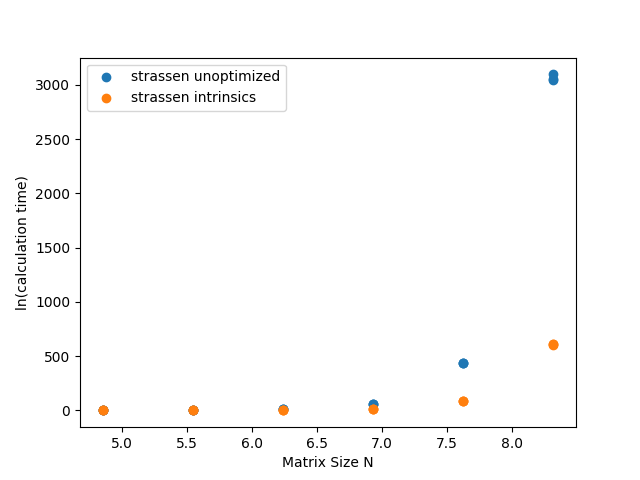 strassen unoptimized
strassen intrinsics
3000
2500
2000
1500
1000
500
0
ln(calculation time)
5.0 5.5 6.0 6.5 7.0 7.5 8.0
Matrix Size N